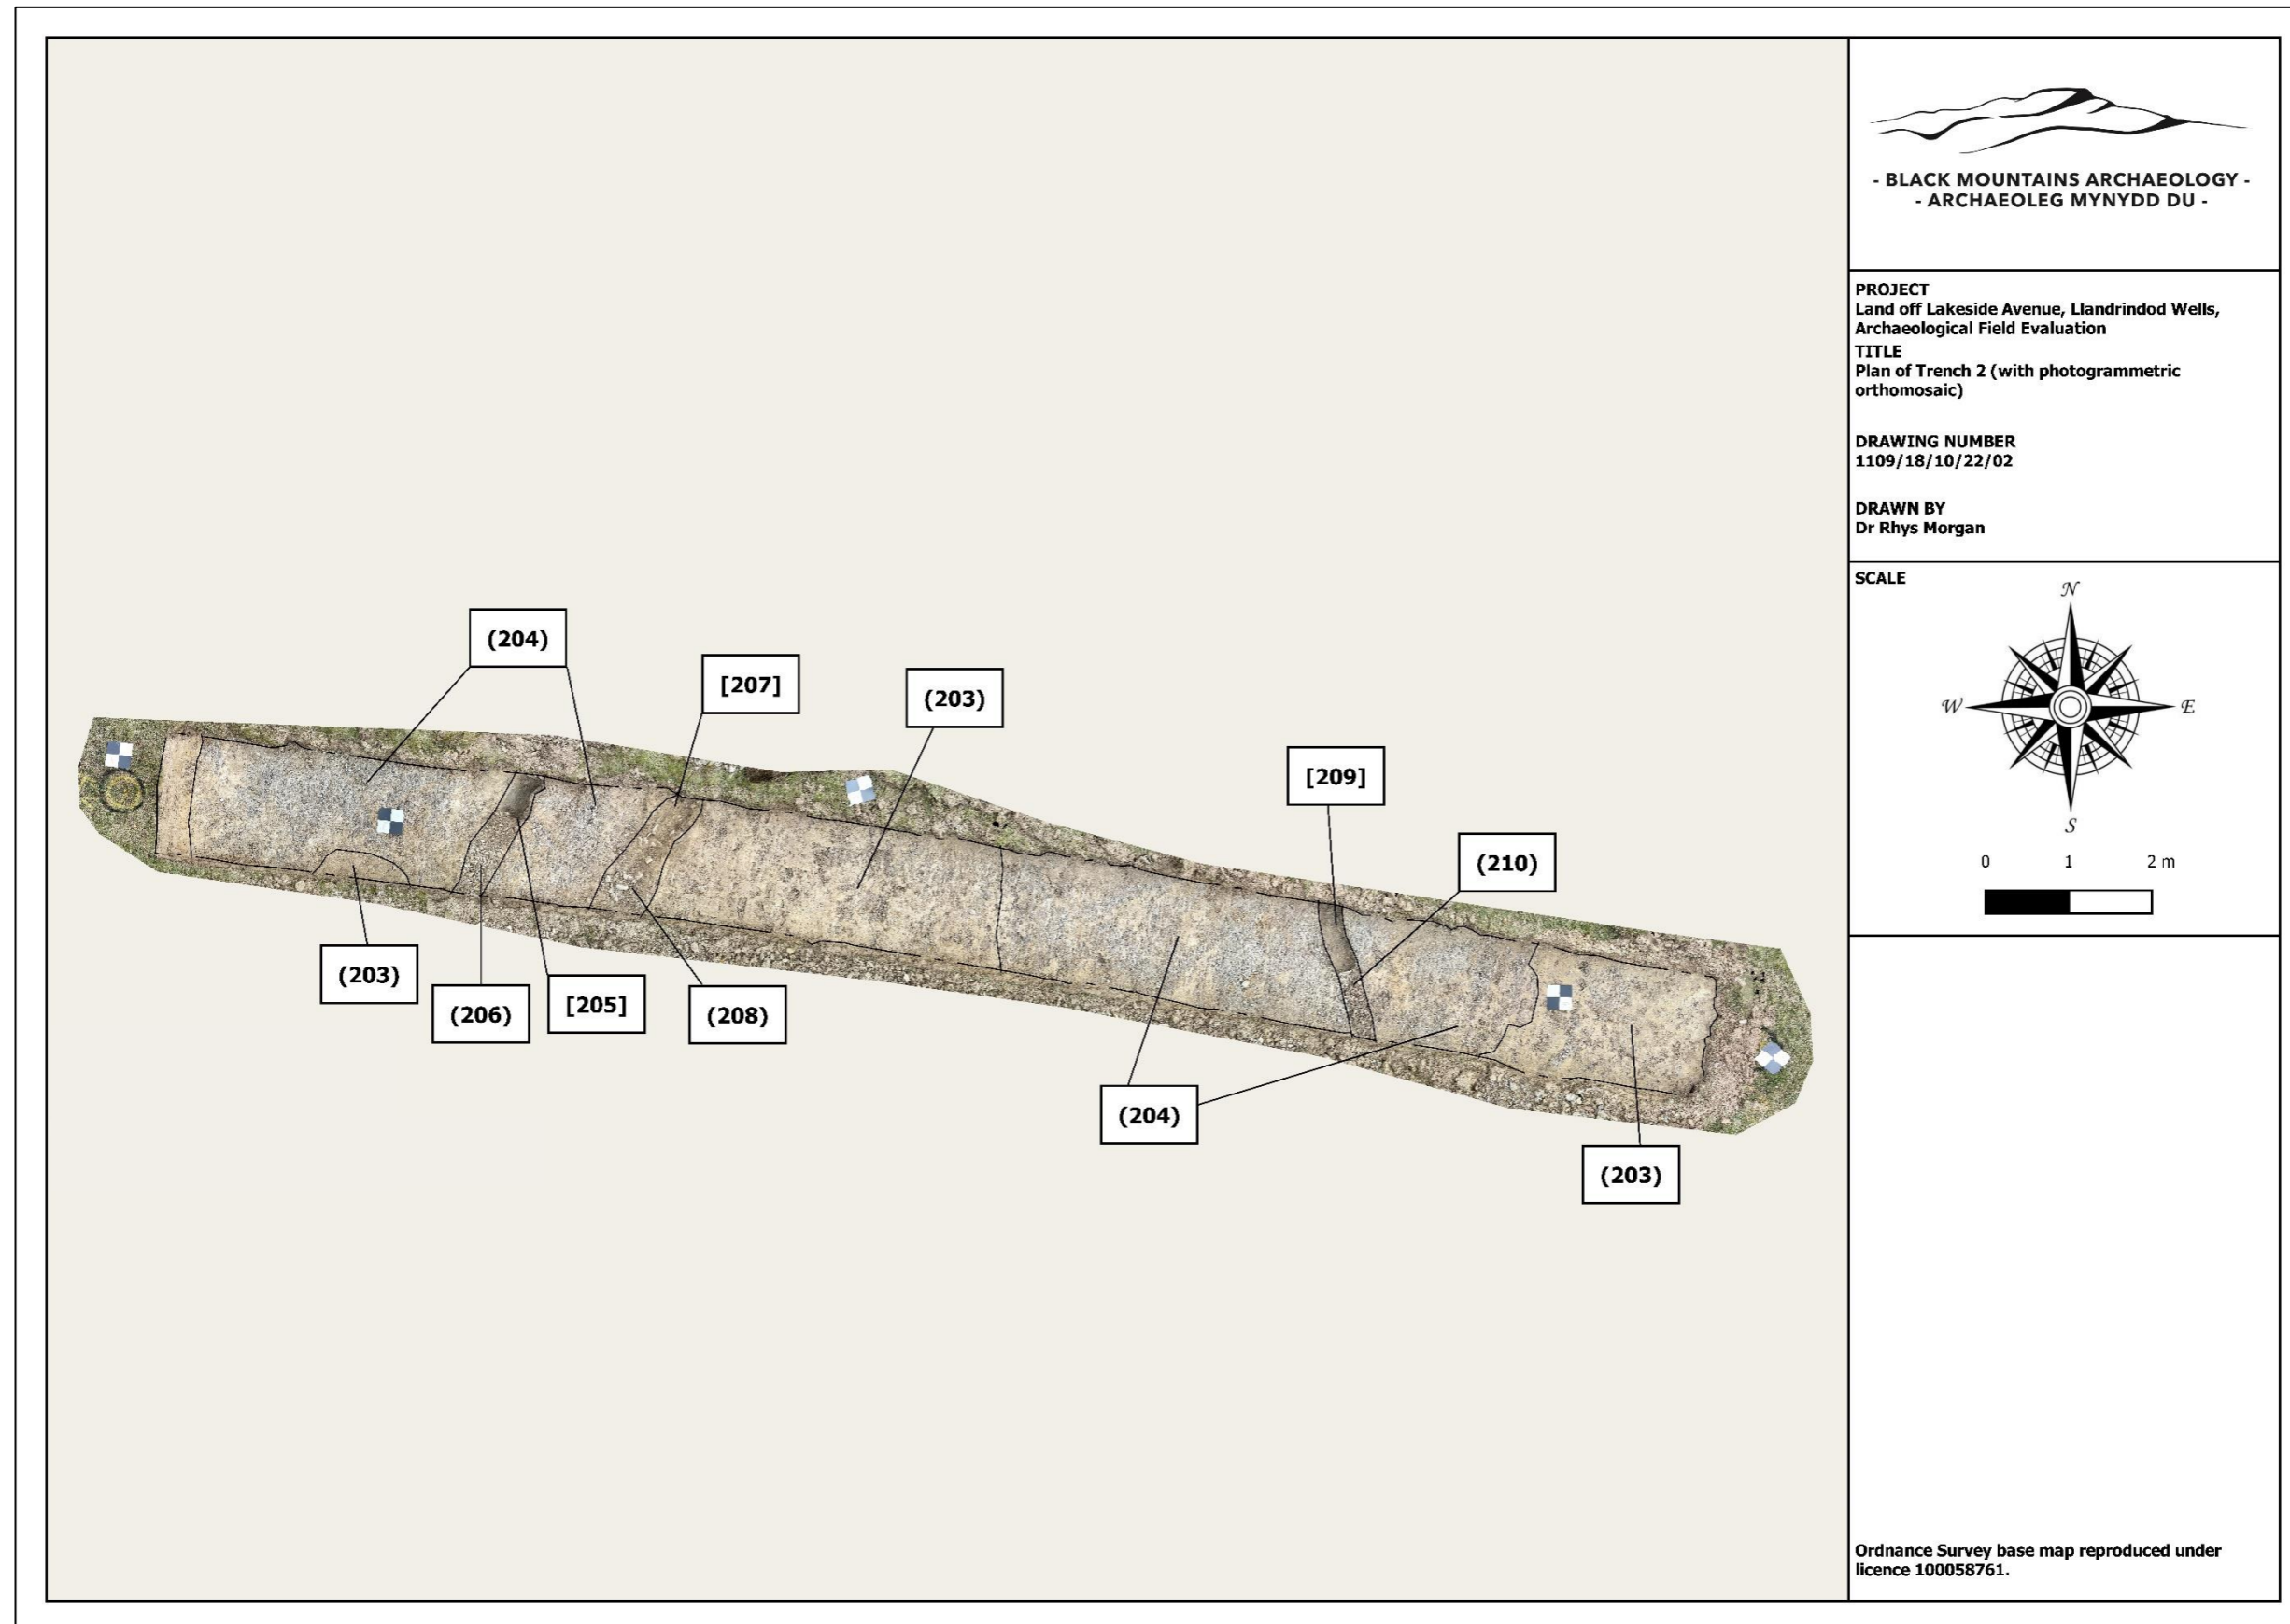 - BLACK MOUNTAINS ARCHAEOLOGY -
- ARCHAEOLEG MYNYDD DU -
PROJECT
Land off Lakeside Avenue, Llandrindod Wells,
Archaeological Field Evaluation
TITLE
Plan of Trench 2 (with photogrammetric
orthomosaic)
DRAWING NUMBER
1109/18/10/22/02
DRAWN BY
Dr Rhys Morgan
SCALE
N
W
E
S
0 1 2 m
(204)
[207]
(203)
[209]
(210)
(203)
(206)
[205]
(208)
(204)
(203)
Ordnance Survey base map reproduced under
licence 100058761.